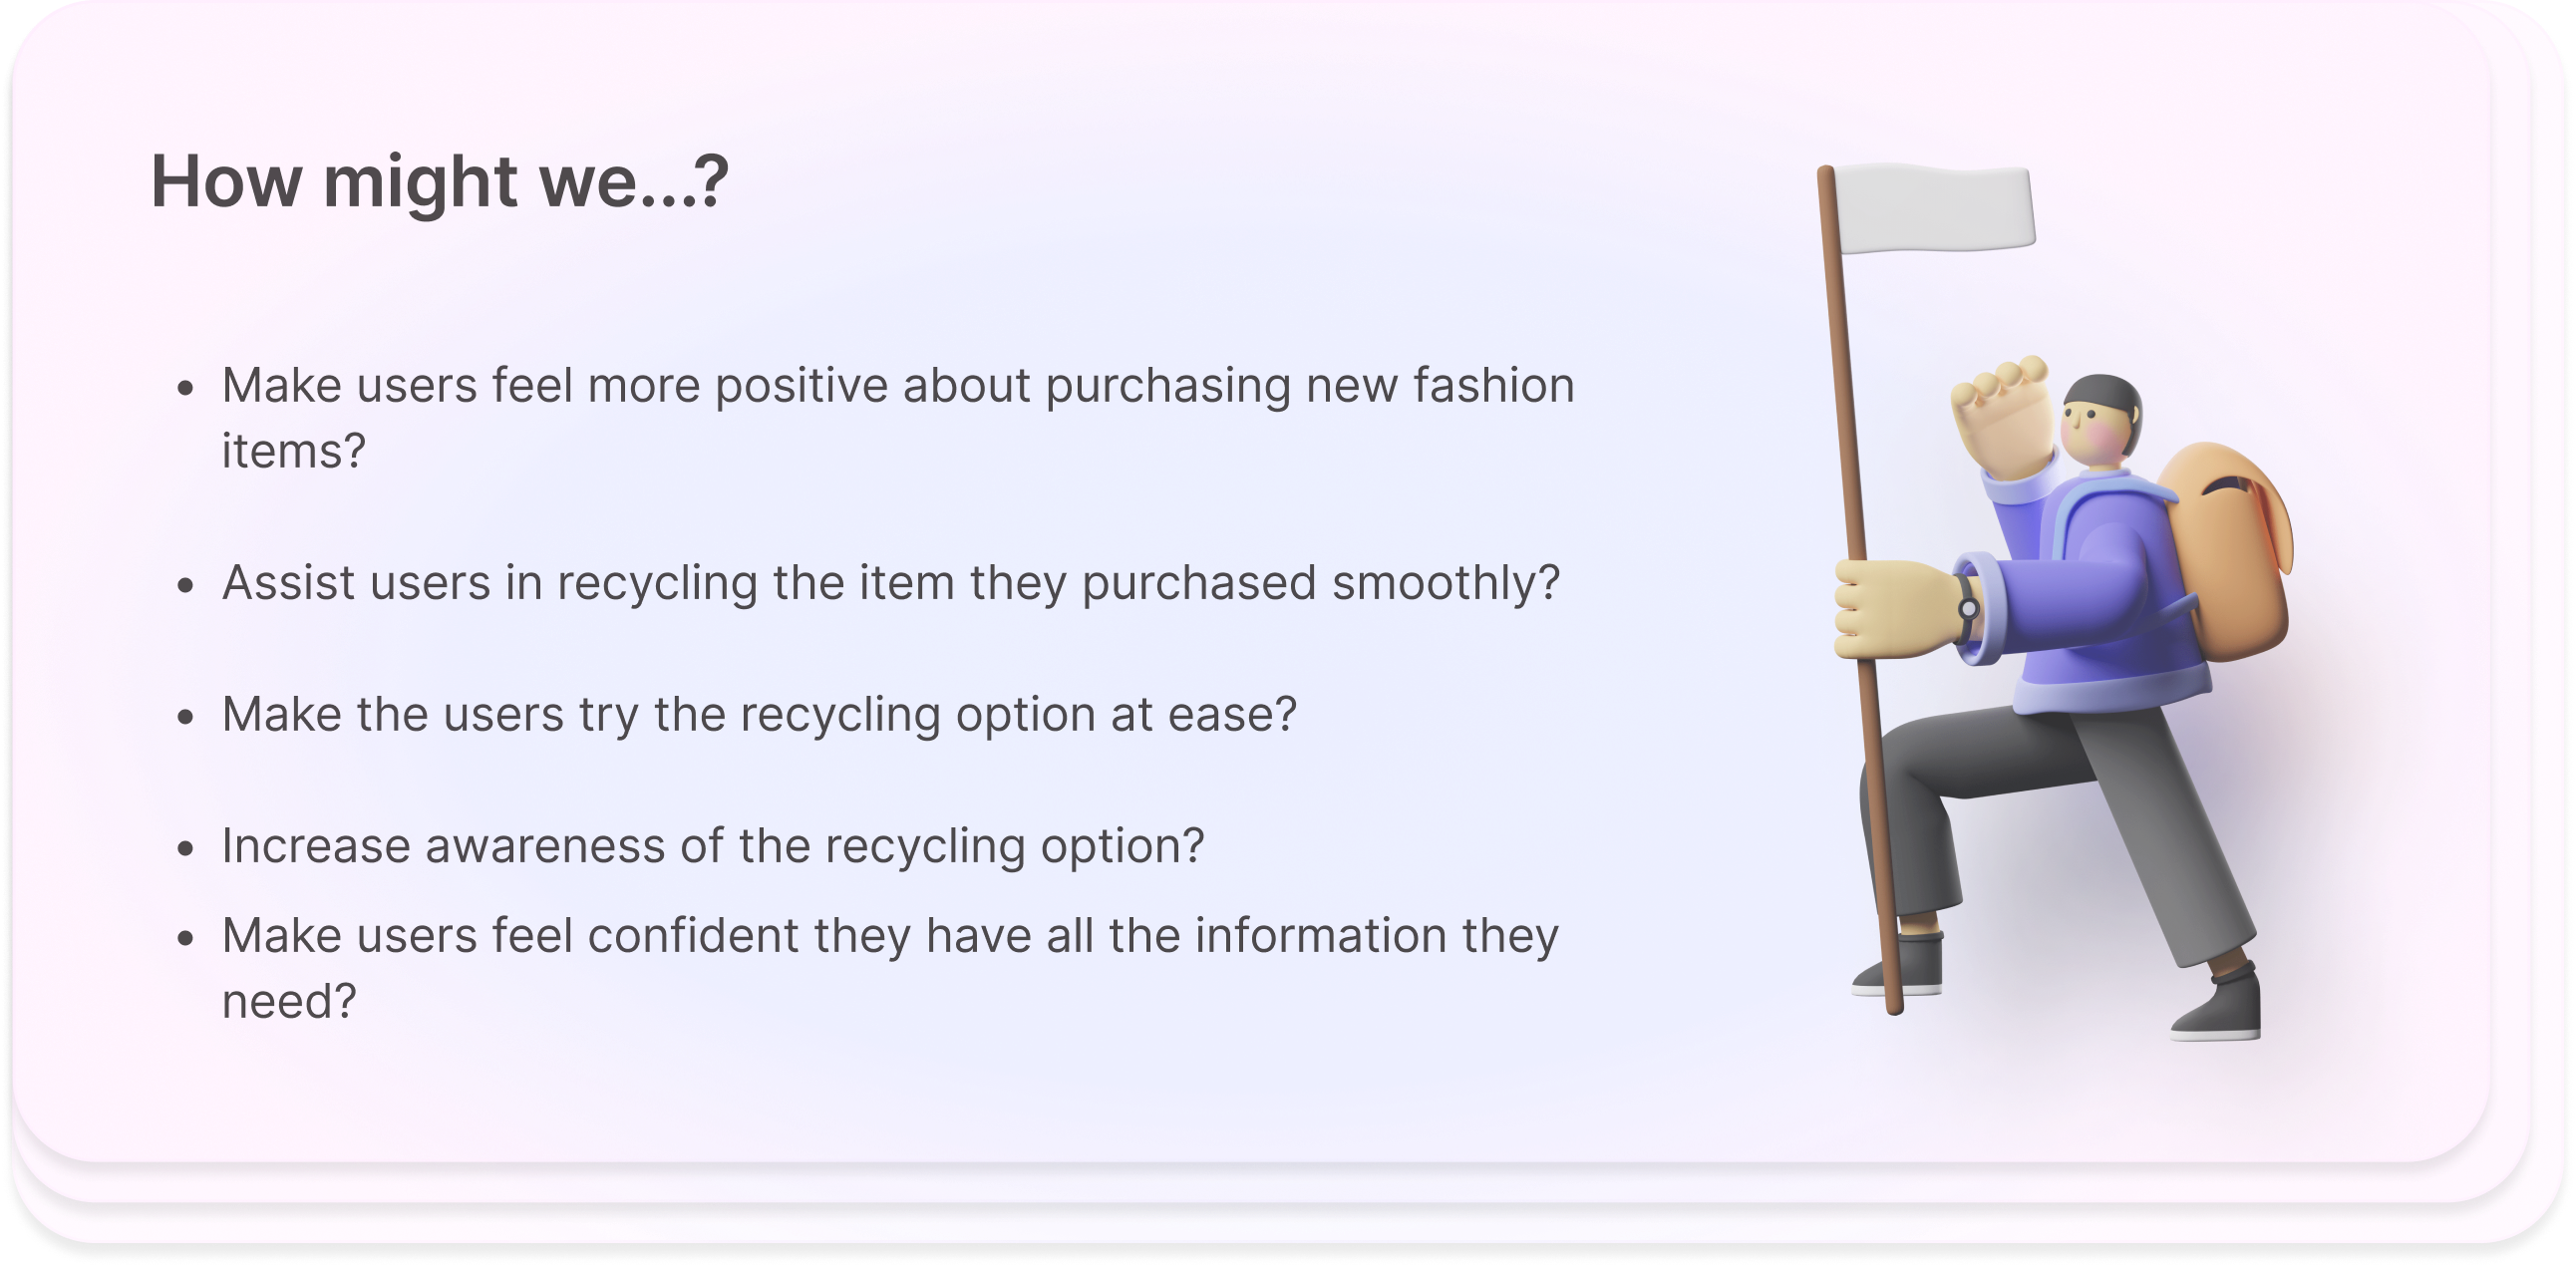 How might we...?
• Make users feel more positive about purchasing new fashion
items?
• Assist users in recycling the item they purchased smoothly?
• Make the users try the recycling option at ease?
• Increase awareness of the recycling option?
• Make users feel confident they have all the information they
need?